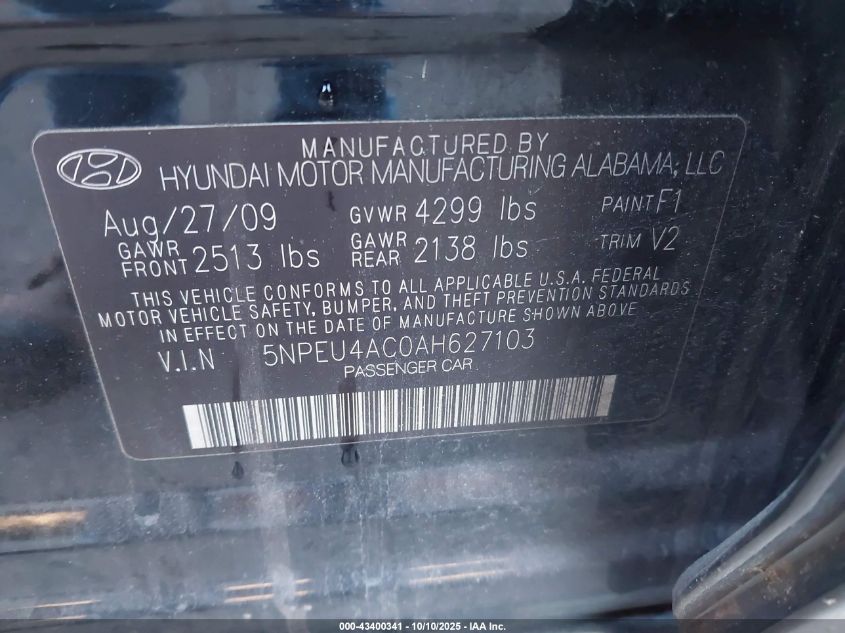 MANUFACTURED BY
HYUNDAI MOTOR MANUFACTURING ALABAMA, LLC
Aug/27/09 GVWR 4299 lbs PAINT F1
GAWR FRONT 2513 lbs GAWR REAR 2138 lbs TRIM V2
THIS VEHICLE CONFORMS TO ALL APPLICABLE U.S.A. FEDERAL
MOTOR VEHICLE SAFETY, BUMPER, AND THEFT PREVENTION STANDARDS
IN EFFECT ON THE DATE OF MANUFACTURE SHOWN ABOVE
V.I.N 5NPEU4AC0AH627103
PASSENGER CAR
000-43400341 - 10/10/2025 - IAA Inc.